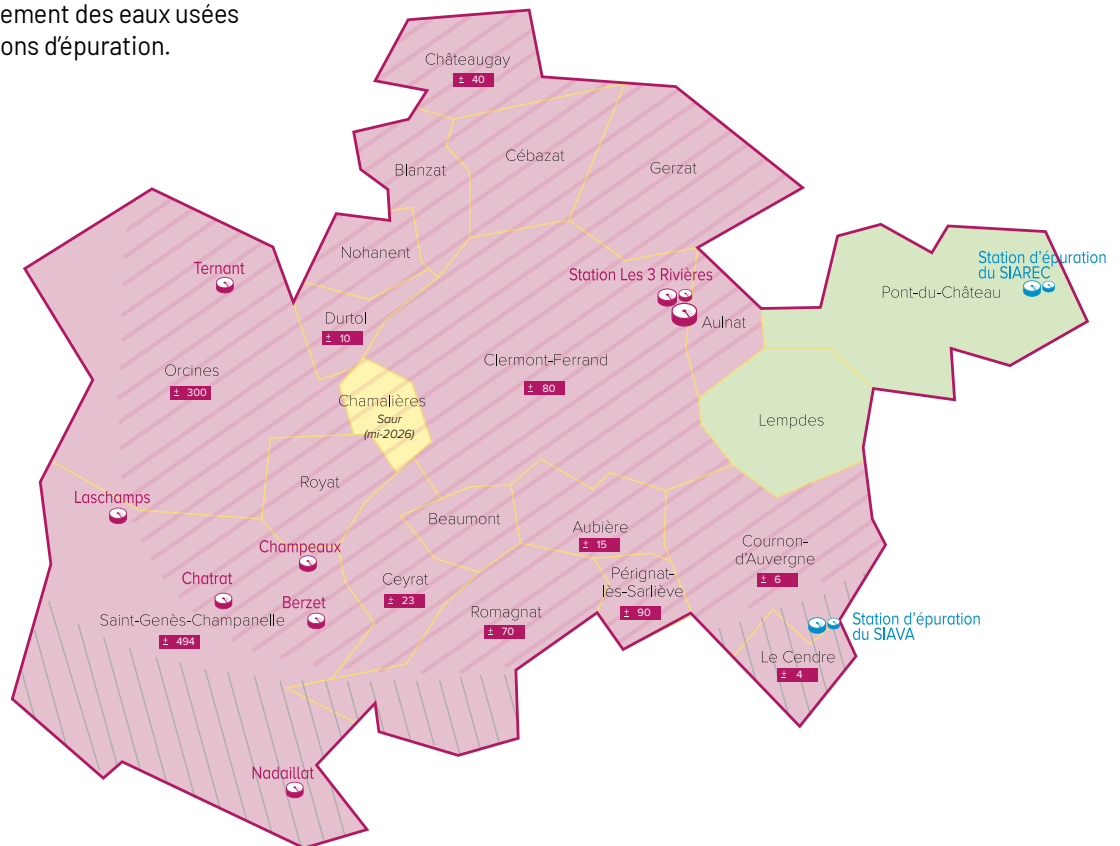 ement des eaux usées
ons d'épuration.
Châteaugay
± 40
Cébazat
Blanzat
Gerzat
Nohanent
Ternant
Station Les 3 Rivières
Station d'épuration
du SIAREC
Pont-du-Château
Durtol
± 10
Aulnat
Clermont-Ferrand
± 80
Orcines
± 300
Chamalières
Saur
(mi-2026)
Lempdes
Royat
Laschamps
Beaumont
Aubière
± 15
Cournon-
d'Auvergne
± 6
Champeaux
Chatrat
Ceyrat
± 23
Pérignat-
lès-Sarliève
± 90
Berzet
Saint-Genès-Champanelle
± 494
Romagnat
± 70
Station d'épuration
du SIAVA
Le Cendre
± 4
Nadaillat